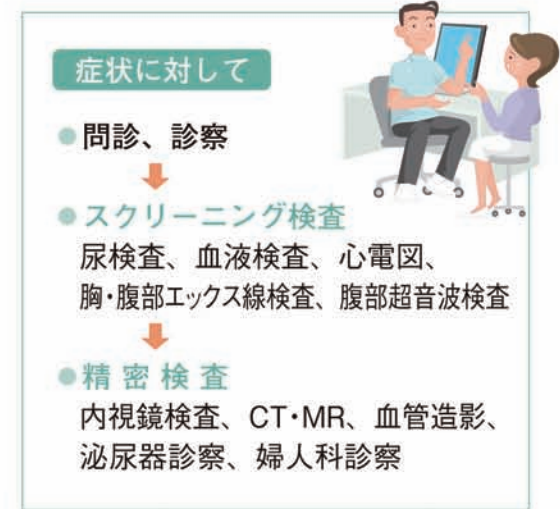 症状に対して
●問診、診察
●スクリーニング検査
尿検査、血液検査、心電図、
胸・腹部エックス線検査、腹部超音波検査
●精密検査
内視鏡検査、CT・MR、血管造影、
泌尿器診察、婦人科診察